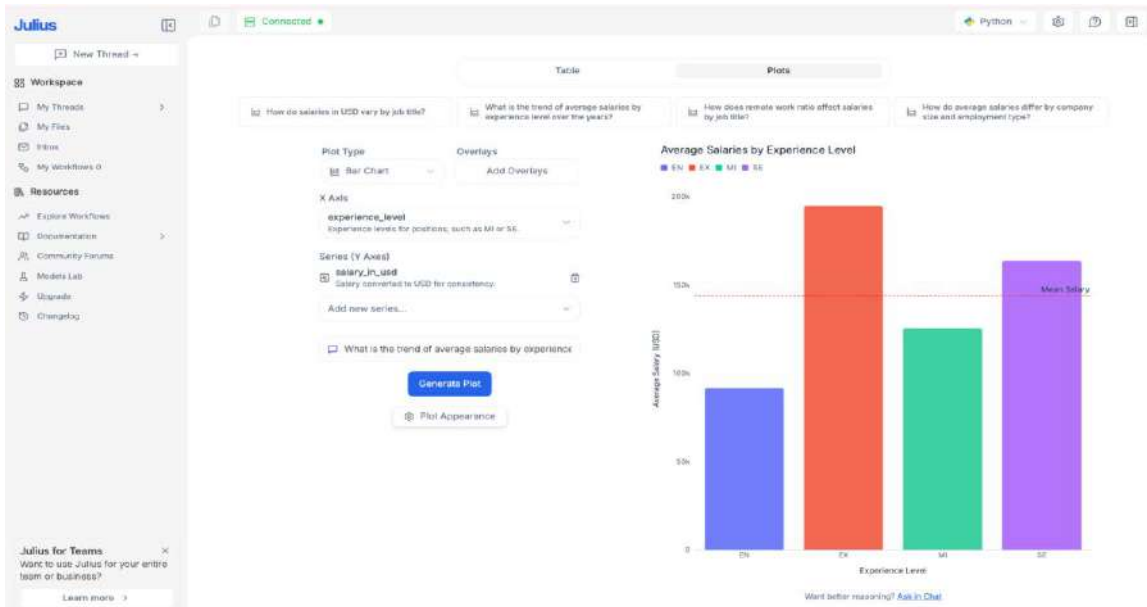 Julius
New Thread
Connected
Python
Workspace
My Threads
My Files
Inbox
My Workflows 0
Resources
Explore Workflows
Documentation
Community Forums
Models Lab
Upgrade
Changelog
Julius for Teams
Want to use Julius for your entire
team or business?
Learn more
Table
Plots
How do salaries in USD vary by job title?
What is the trend of average salaries by
experience level over the years?
How does remote work ratio affect salaries
by job title?
How do average salaries differ by company
size and employment type?
Plot Type
Overlays
Bar Chart
Add Overlays
X Axis
experience_level
Experience levels for positions, such as MI or SE.
Series (Y Axes)
salary_in_usd
Salary converted to USD for consistency.
Add new series...
What is the trend of average salaries by experience
Generate Plot
Plot Appearance
Average Salaries by Experience Level
EN EX MI SE
200k
150k
100k
50k
0
Average Salary (USD)
Mean Salary
EN
EX
MI
SE
Experience Level
Want better reasoning? Ask in Chat